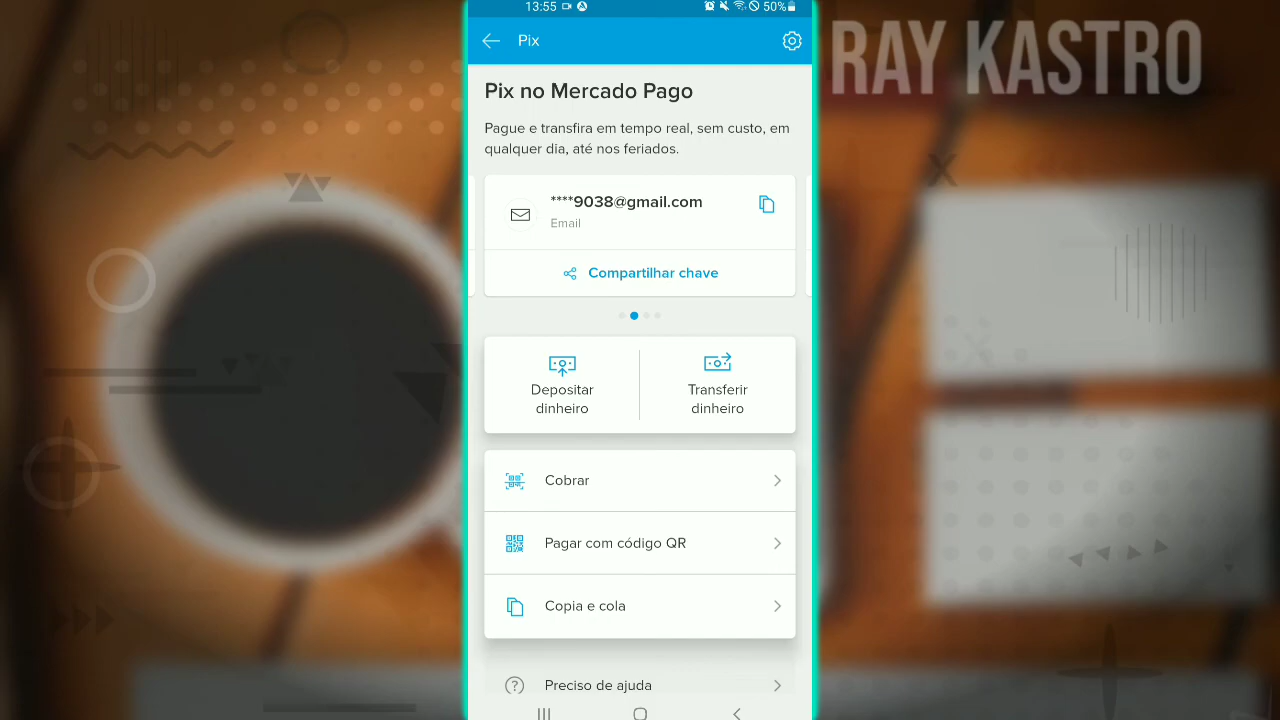 13:55
50%
RAY KASTRO
Pix
Pix no Mercado Pago
Pague e transfira em tempo real, sem custo, em
qualquer dia, até nos feriados.
****9038@gmail.com
Email
Compartilhar chave
Depositar
dinheiro
Transferir
dinheiro
Cobrar
Pagar com código QR
Copia e cola
Preciso de ajuda